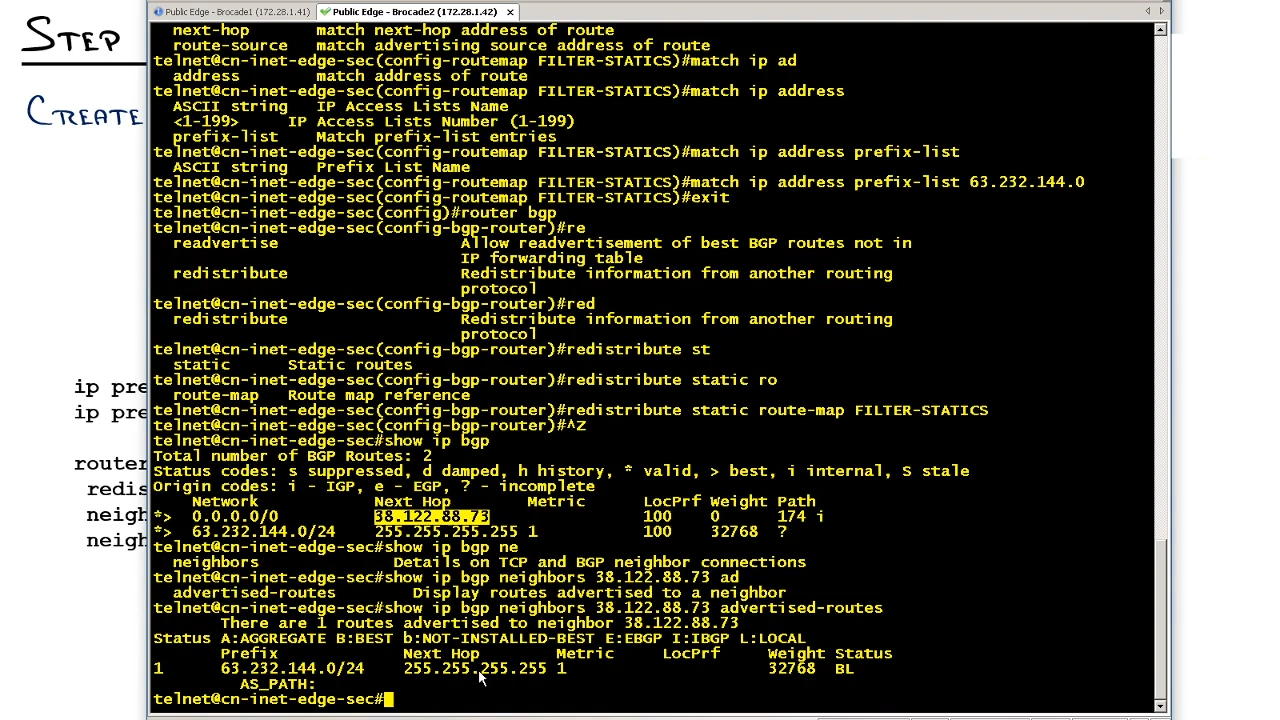 STEP
CREATE
ip pre
ip pre
router
redis
neigh
neigh
Public Edge - Brocade1 (172.28.1.41)
Public Edge - Brocade2 (172.28.1.42)
next-hop match next-hop address of route
route-source match advertising source address of route
telnet@cn-inet-edge-sec(config-routemap FILTER-STATICS)#match ip ad
address match address of route
telnet@cn-inet-edge-sec(config-routemap FILTER-STATICS)#match ip address
ASCII string IP Access Lists Name
<1-199> IP Access Lists Number (1-199)
prefix-list Match prefix-list entries
telnet@cn-inet-edge-sec(config-routemap FILTER-STATICS)#match ip address prefix-list
ASCII string Prefix List Name
telnet@cn-inet-edge-sec(config-routemap FILTER-STATICS)#match ip address prefix-list 63.232.144.0
telnet@cn-inet-edge-sec(config-routemap FILTER-STATICS)#exit
telnet@cn-inet-edge-sec(config)#router bgp
telnet@cn-inet-edge-sec(config-bgp-router)#re
readvertise Allow readvertisement of best BGP routes not in
IP forwarding table
redistribute Redistribute information from another routing
protocol
telnet@cn-inet-edge-sec(config-bgp-router)#red
redistribute Redistribute information from another routing
protocol
telnet@cn-inet-edge-sec(config-bgp-router)#redistribute st
static Static routes
telnet@cn-inet-edge-sec(config-bgp-router)#redistribute static ro
route-map Route map reference
telnet@cn-inet-edge-sec(config-bgp-router)#redistribute static route-map FILTER-STATICS
telnet@cn-inet-edge-sec(config-bgp-router)#^Z
telnet@cn-inet-edge-sec#show ip bgp
Total number of BGP Routes: 2
Status codes: s suppressed, d damped, h history, * valid, > best, i internal, S stale
Origin codes: i - IGP, e - EGP, ? - incomplete
Network Next Hop Metric LocPrf Weight Path
*> 0.0.0.0/0 38.122.88.73 100 0 174 i
*> 63.232.144.0/24 255.255.255.255 1 100 32768 ?
telnet@cn-inet-edge-sec#show ip bgp ne
neighbors Details on TCP and BGP neighbor connections
telnet@cn-inet-edge-sec#show ip bgp neighbors 38.122.88.73 ad
advertised-routes Display routes advertised to a neighbor
telnet@cn-inet-edge-sec#show ip bgp neighbors 38.122.88.73 advertised-routes
There are 1 routes advertised to neighbor 38.122.88.73
Status A:AGGREGATE B:BEST b:NOT-INSTALLED-BEST E:EBGP I:IBGP L:LOCAL
Prefix Next Hop Metric LocPrf Weight Status
1 63.232.144.0/24 255.255.255.255 1 32768 BL
AS_PATH:
telnet@cn-inet-edge-sec#